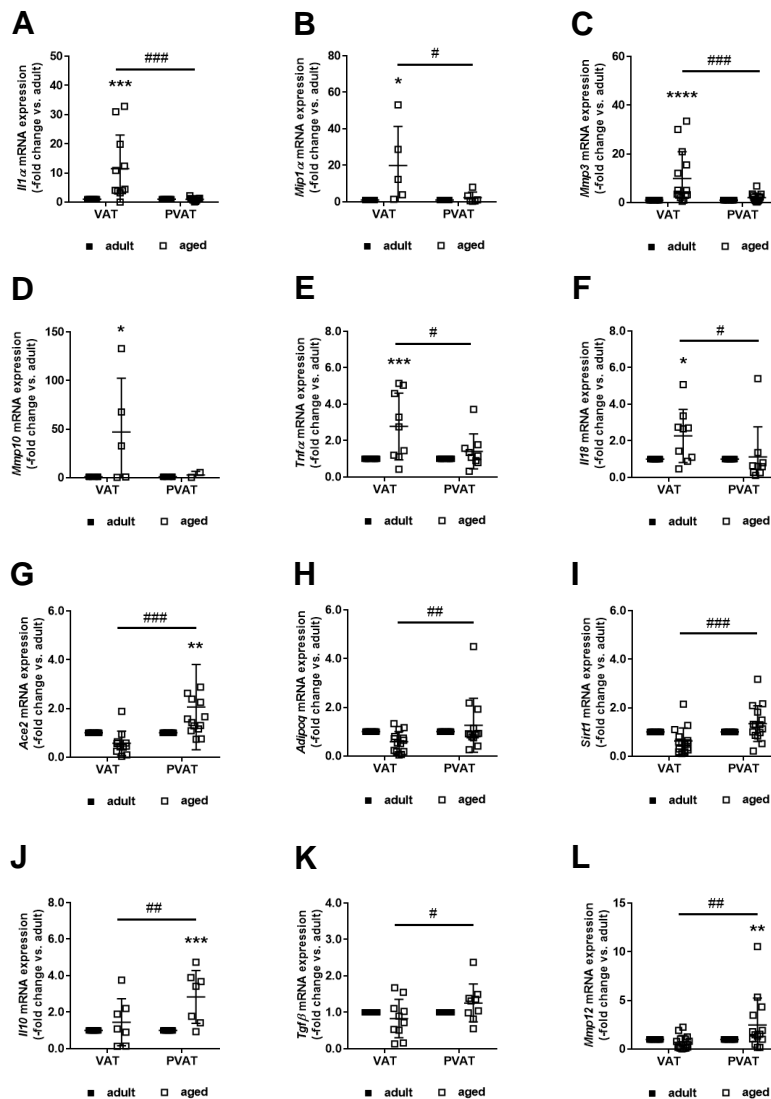 A
Il1α mRNA expression
(-fold change vs. adult)
50
40
30
20
10
0
***
###
VAT PVAT
■ adult □ aged
B
Mip1α mRNA expression
(-fold change vs. adult)
80
60
40
20
0
*
#
VAT PVAT
■ adult □ aged
C
Mmp3 mRNA expression
(-fold change vs. adult)
60
40
20
0
****
###
VAT PVAT
■ adult □ aged
D
Mmp10 mRNA expression
(-fold change vs. adult)
150
100
50
0
*
VAT PVAT
■ adult □ aged
E
Tnfα mRNA expression
(-fold change vs. adult)
8.0
6.0
4.0
2.0
0.0
***
#
VAT PVAT
■ adult □ aged
F
Il18 mRNA expression
(-fold change vs. adult)
8.0
6.0
4.0
2.0
0.0
*
#
VAT PVAT
■ adult □ aged
G
Ace2 mRNA expression
(-fold change vs. adult)
6.0
4.0
2.0
0.0
###
**
VAT PVAT
■ adult □ aged
H
Adipoq mRNA expression
(-fold change vs. adult)
6.0
4.0
2.0
0.0
##
VAT PVAT
■ adult □ aged
I
Sirt1 mRNA expression
(-fold change vs. adult)
6.0
4.0
2.0
0.0
###
VAT PVAT
■ adult □ aged
J
Il10 mRNA expression
(-fold change vs. adult)
8.0
6.0
4.0
2.0
0.0
##
***
VAT PVAT
■ adult □ aged
K
Tgfβ mRNA expression
(-fold change vs. adult)
4.0
3.0
2.0
1.0
0.0
#
VAT PVAT
■ adult □ aged
L
Mmp12 mRNA expression
(-fold change vs. adult)
15
10
5
0
##
**
VAT PVAT
■ adult □ aged